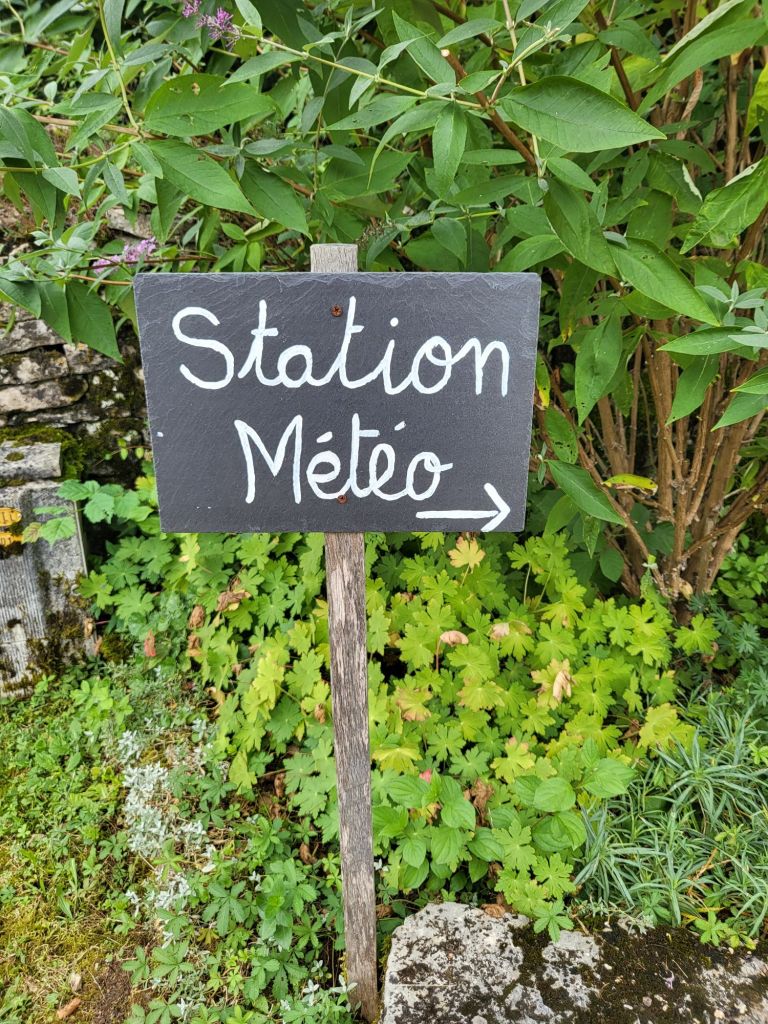 Station
Météo
→